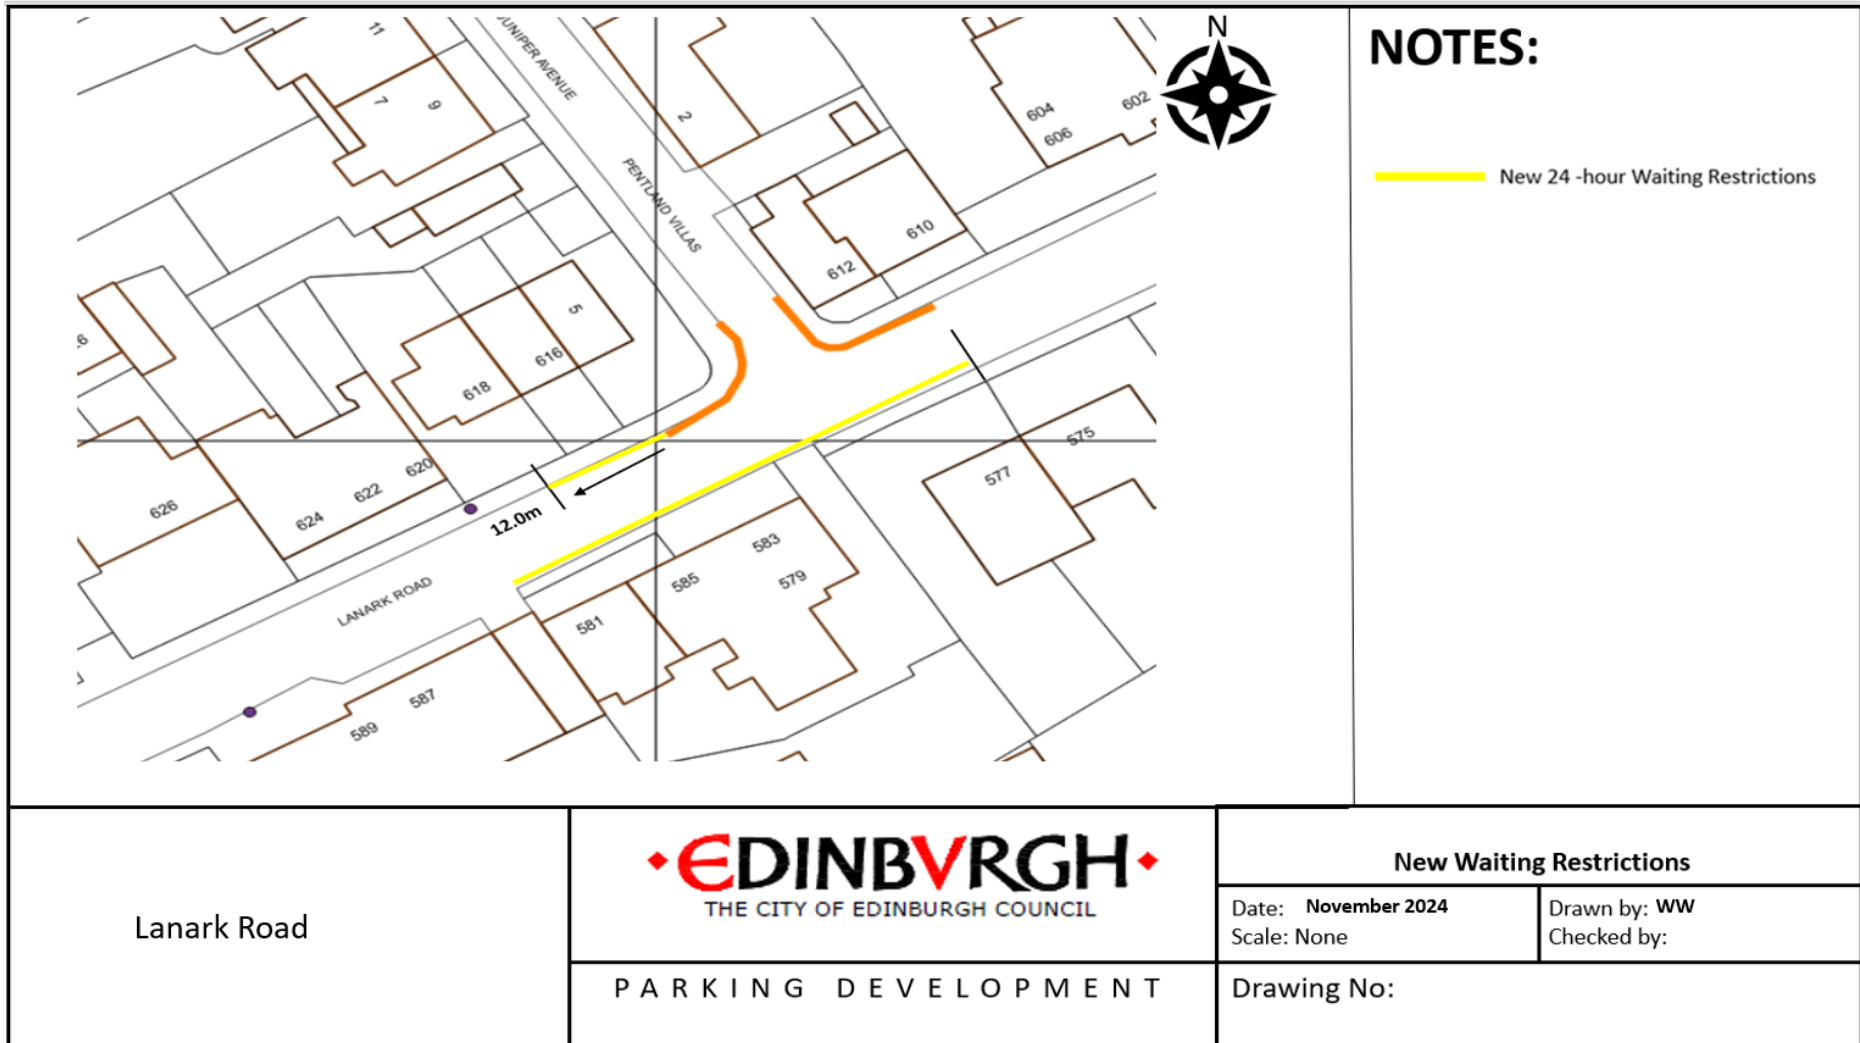 11
JUNIPER AVENUE
7
9
2
604
606
602
PENTLAND VILLAS
610
612
5
616
618
620
622
624
626
575
577
12.0m
LANARK ROAD
583
585
579
581
587
589
N
NOTES:
New 24 -hour Waiting Restrictions
Lanark Road
EDINBVRGH
THE CITY OF EDINBURGH COUNCIL
PARKING DEVELOPMENT
New Waiting Restrictions
Date: November 2024
Scale: None
Drawn by: WW
Checked by:
Drawing No: